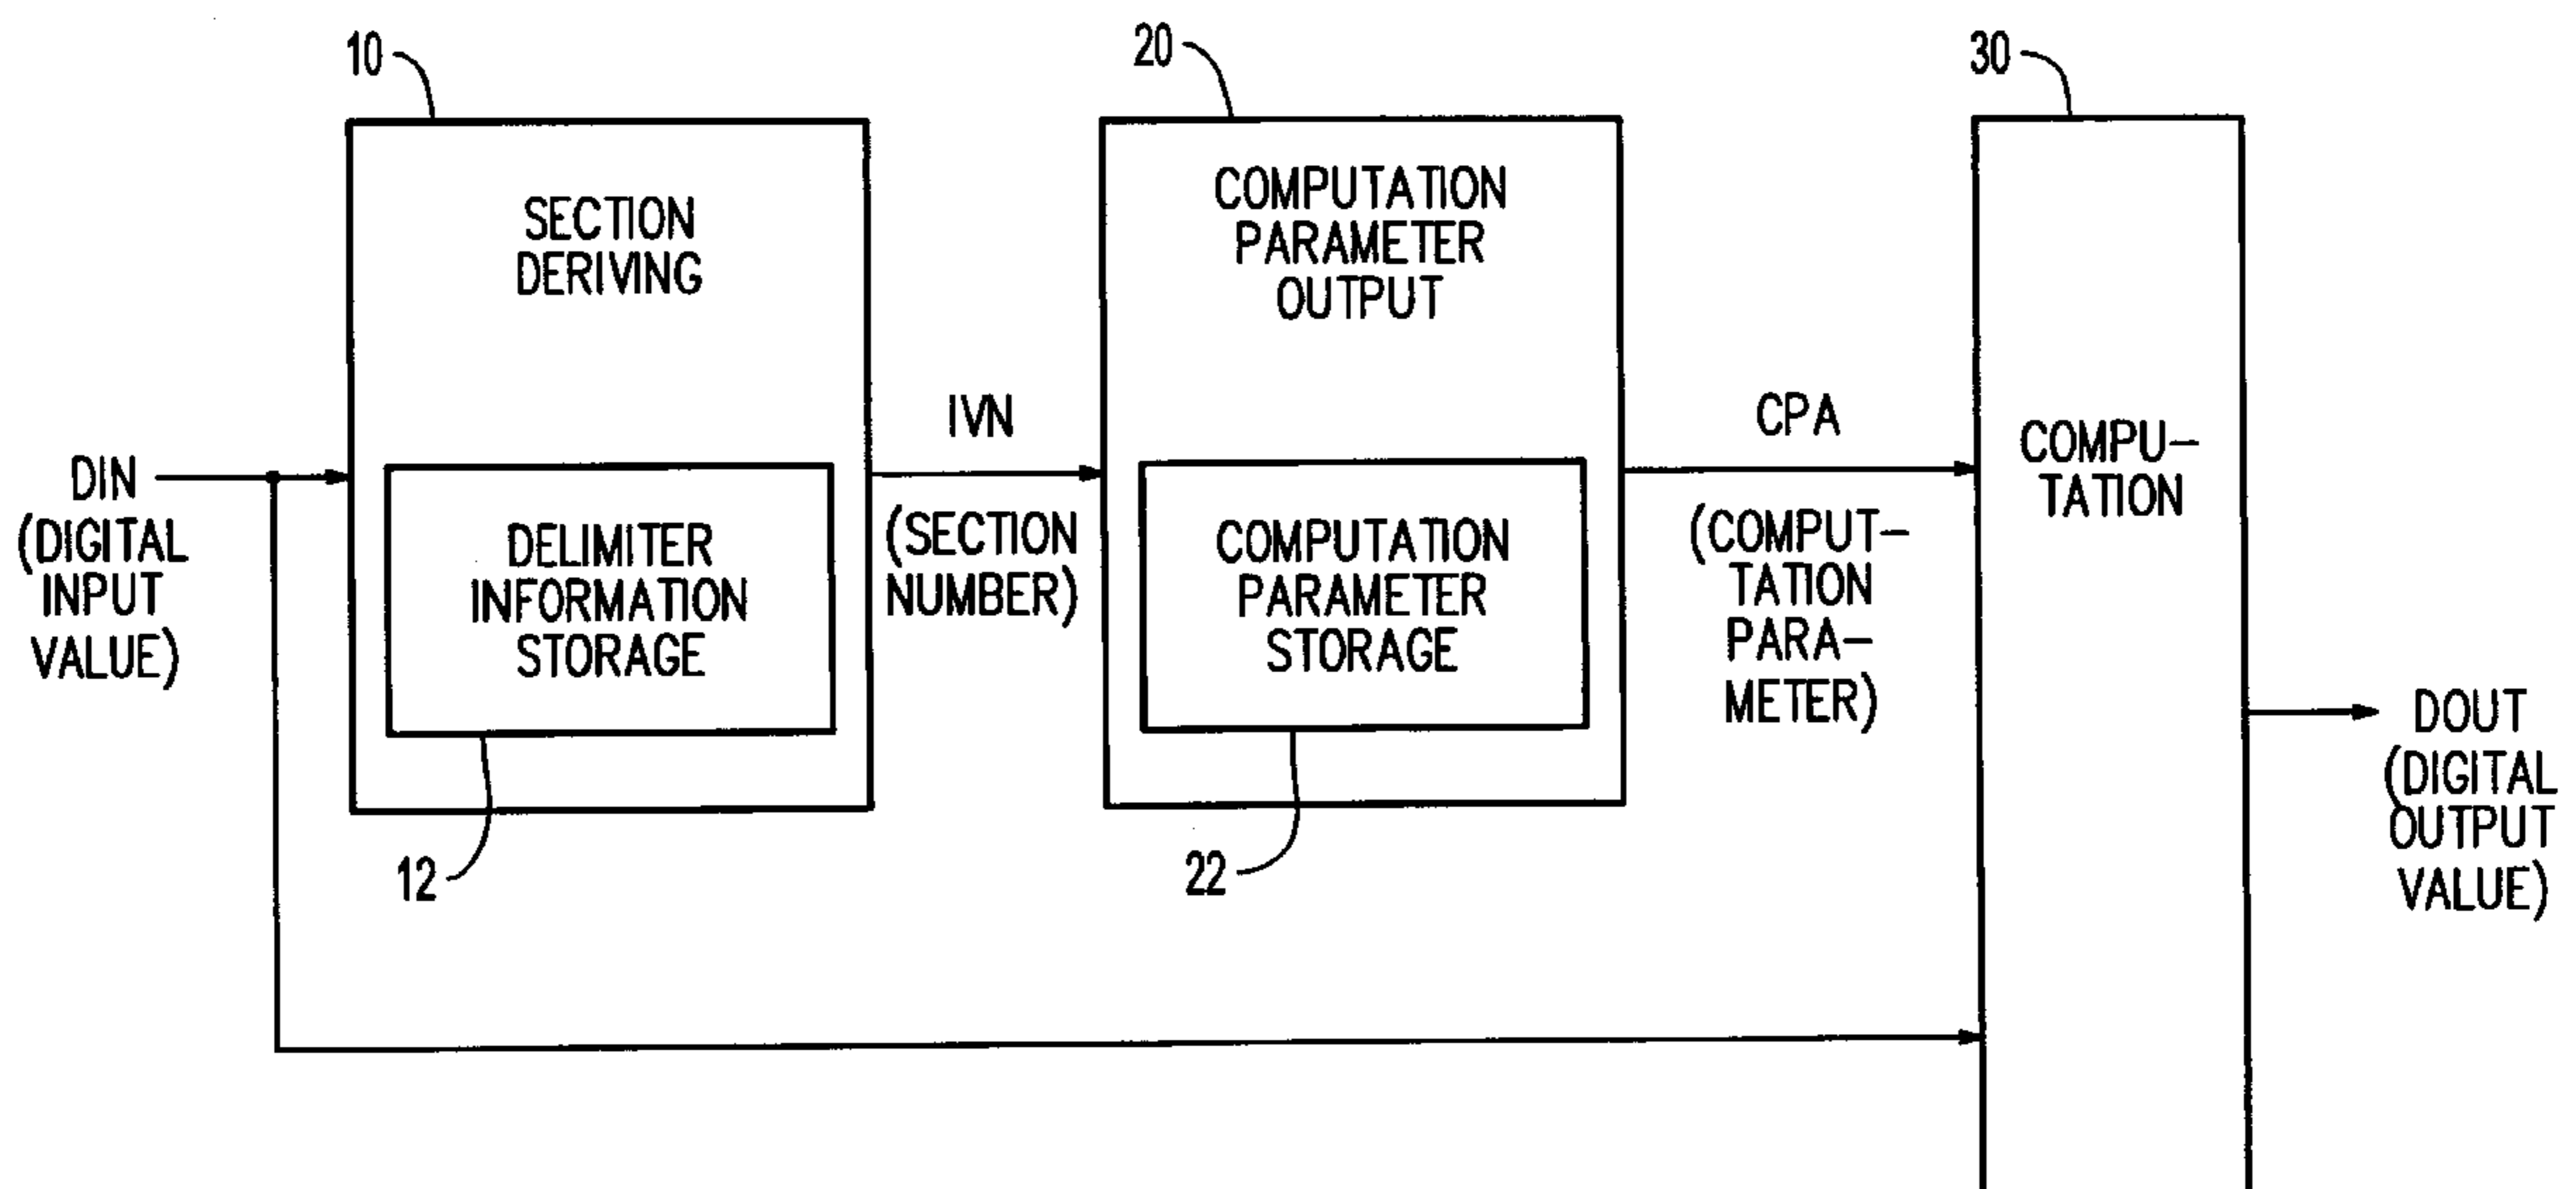 10
20
30
SECTION
DERIVING
COMPUTATION
PARAMETER
OUTPUT
IVN
CPA
COMPU-
TATION
DIN
(DIGITAL
INPUT
VALUE)
DELIMITER
INFORMATION
STORAGE
(SECTION
NUMBER)
COMPUTATION
PARAMETER
STORAGE
(COMPUT-
TATION
PARA-
METER)
DOUT
(DIGITAL
OUTPUT
VALUE)
12
22